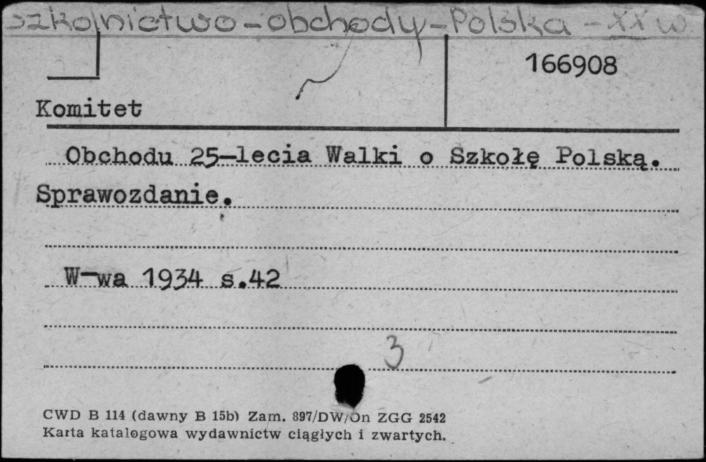 szkolnictwo - obchody - Polska - XX w
166908
Komitet
Obchodu 25-lecia Walki o Szkołę Polską.
Sprawozdanie.
W-wa 1934 s.42
3
CWD B 114 (dawny B 15b) Zam. 897/DW/On ZGG 2542
Karta katalogowa wydawnictw ciągłych i zwartych.